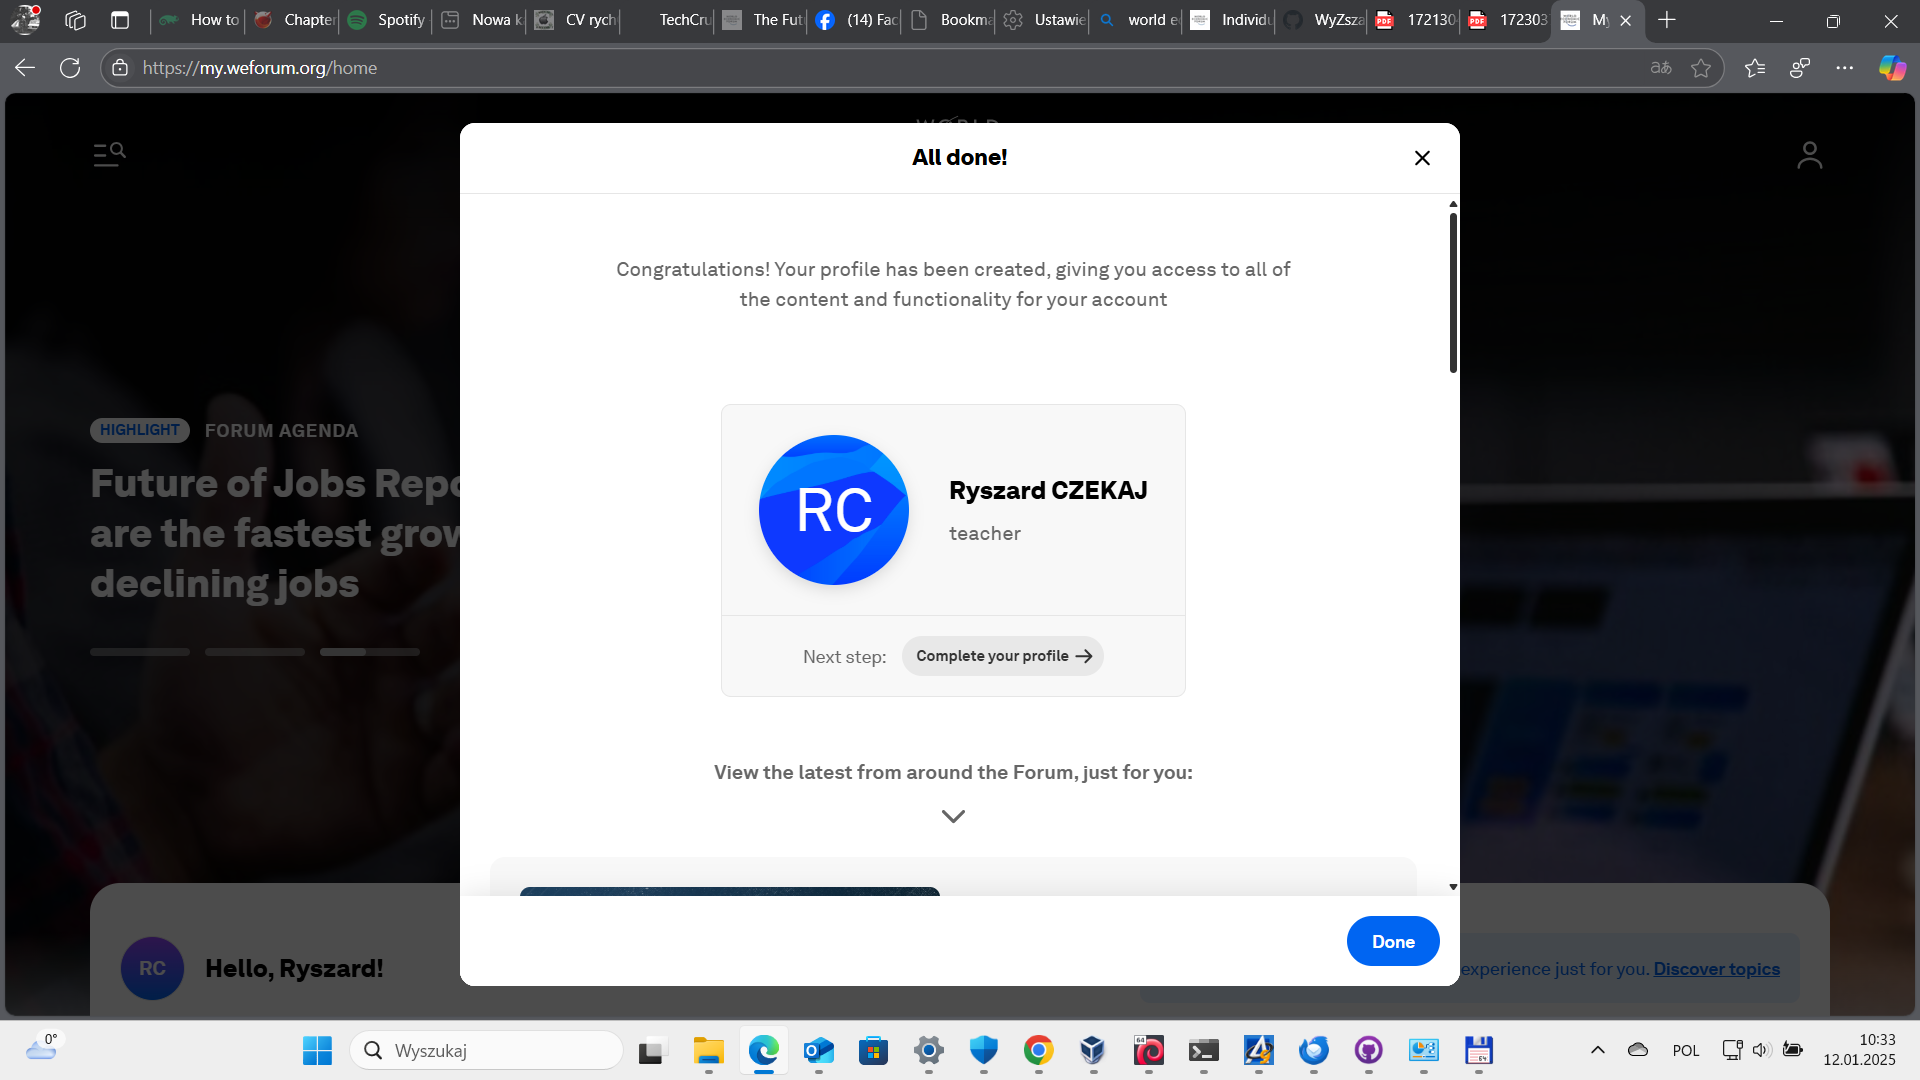 How to
Chapter
Spotify
Nowa k
CV rych
TechCru
The Fut
(14) Fac
Bookma
Ustawie
world e
Individu
WyZsza
172130
172303
My
https://my.weforum.org/home
WORLD
All done!
Congratulations! Your profile has been created, giving you access to all of
the content and functionality for your account
HIGHLIGHT FORUM AGENDA
Future of Jobs Repo
are the fastest grow
declining jobs
RC
Ryszard CZEKAJ
teacher
Next step: Complete your profile
View the latest from around the Forum, just for you:
Done
RC
Hello, Ryszard!
experience just for you. Discover topics
0°
Wyszukaj
64
64
POL
10:33
12.01.2025